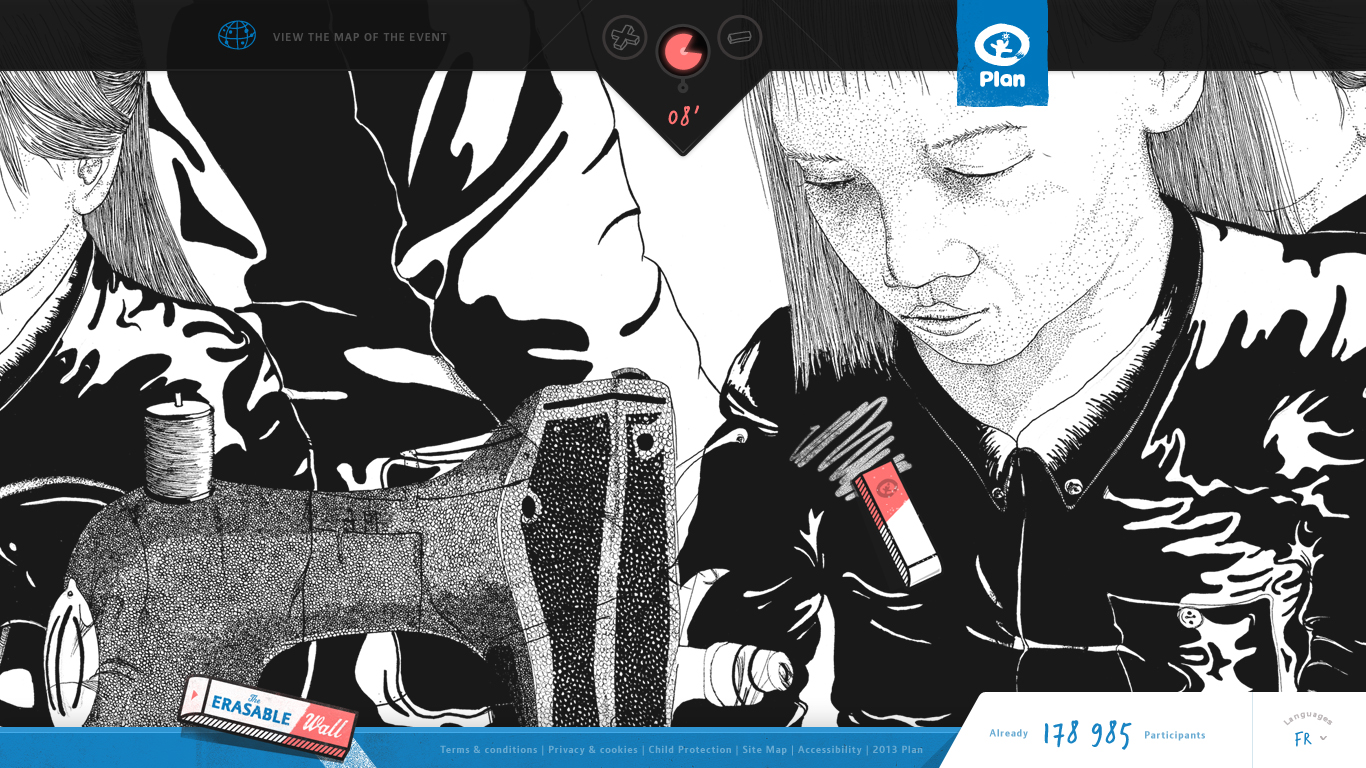 VIEW THE MAP OF THE EVENT
08'
Plan
The
ERASABLE Wall
Terms & conditions | Privacy & cookies | Child Protection | Site Map | Accessibility | 2013 Plan
Already 178 985 Participants
Languages
FR